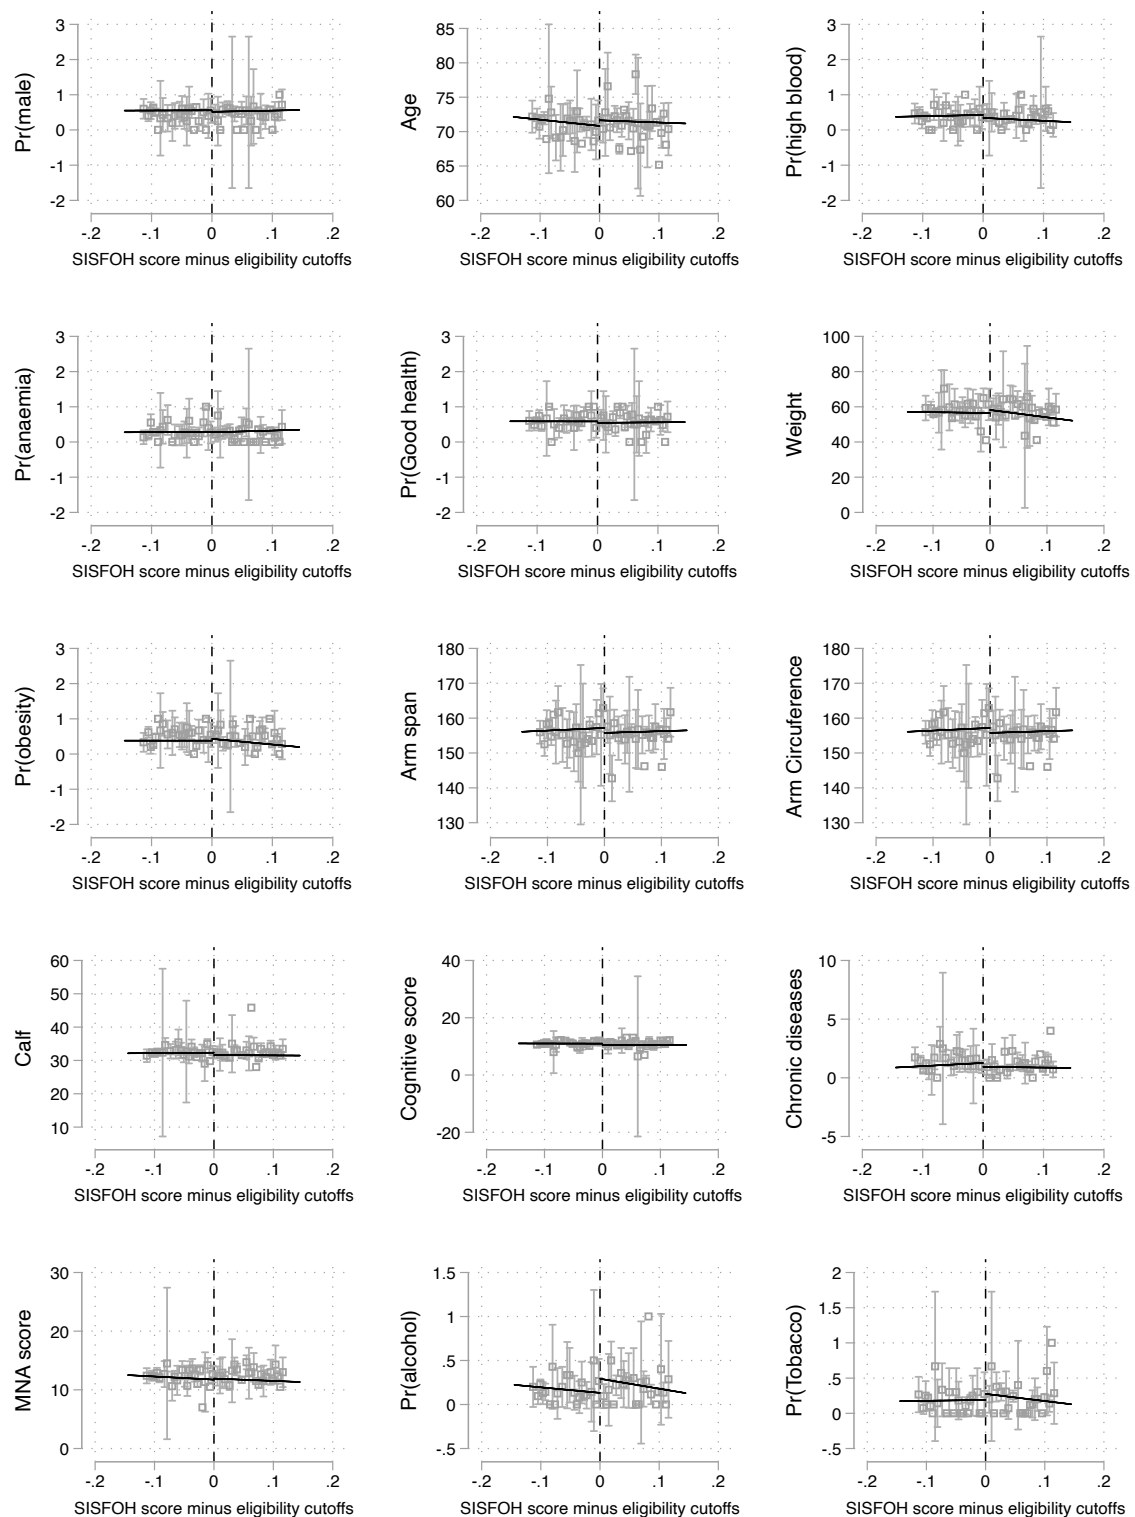 Pr(male)
3
2
1
0
-1
-2
-.2 -.1 0 .1 .2
SISFOH score minus eligibility cutoffs
Age
85
80
75
70
65
60
-.2 -.1 0 .1 .2
SISFOH score minus eligibility cutoffs
Pr(high blood)
3
2
1
0
-1
-2
-.2 -.1 0 .1 .2
SISFOH score minus eligibility cutoffs
Pr(anaemia)
3
2
1
0
-1
-2
-.2 -.1 0 .1 .2
SISFOH score minus eligibility cutoffs
Pr(Good health)
3
2
1
0
-1
-2
-.2 -.1 0 .1 .2
SISFOH score minus eligibility cutoffs
Weight
100
80
60
40
20
0
-.2 -.1 0 .1 .2
SISFOH score minus eligibility cutoffs
Pr(obesity)
3
2
1
0
-1
-2
-.2 -.1 0 .1 .2
SISFOH score minus eligibility cutoffs
Arm span
180
170
160
150
140
130
-.2 -.1 0 .1 .2
SISFOH score minus eligibility cutoffs
Arm Circuference
180
170
160
150
140
130
-.2 -.1 0 .1 .2
SISFOH score minus eligibility cutoffs
Calf
60
50
40
30
20
10
-.2 -.1 0 .1 .2
SISFOH score minus eligibility cutoffs
Cognitive score
40
20
0
-20
-.2 -.1 0 .1 .2
SISFOH score minus eligibility cutoffs
Chronic diseases
10
5
0
-5
-.2 -.1 0 .1 .2
SISFOH score minus eligibility cutoffs
MNA score
30
20
10
0
-.2 -.1 0 .1 .2
SISFOH score minus eligibility cutoffs
Pr(alcohol)
1.5
1
.5
0
-.5
-.2 -.1 0 .1 .2
SISFOH score minus eligibility cutoffs
Pr(Tobacco)
2
1.5
1
.5
0
-.5
-.2 -.1 0 .1 .2
SISFOH score minus eligibility cutoffs